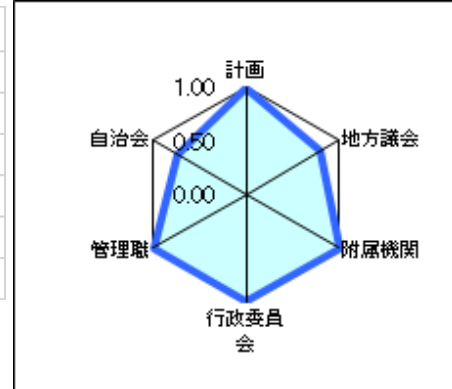 計画
1.00
自治会
地方議会
0.50
0.00
管理職
附属機関
行政委員
会